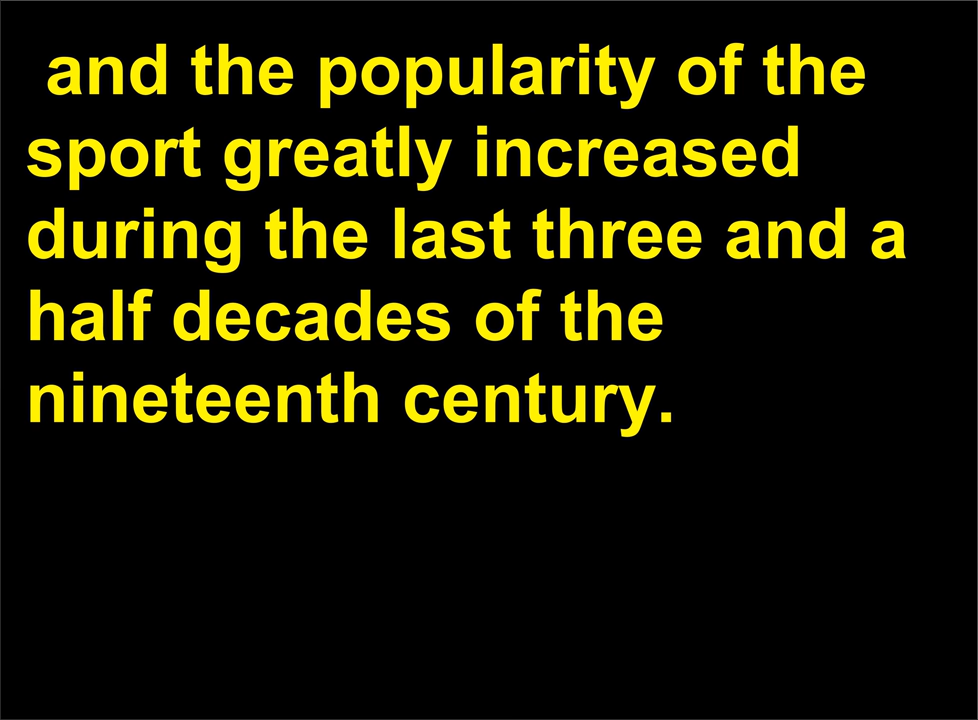 and the popularity of the
sport greatly increased
during the last three and a
half decades of the
nineteenth century.